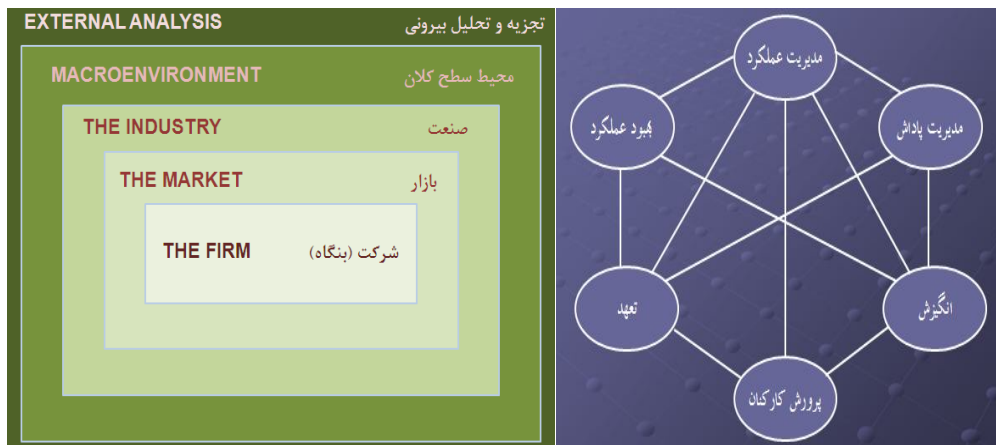 EXTERNAL ANALYSIS تجزیه و تحلیل بیرونی
MACROENVIRONMENT محیط سطح کلان
THE INDUSTRY صنعت
THE MARKET بازار
THE FIRM شرکت (بنگاه)
مدیریت عملکرد
بهبود عملکرد
مدیریت پاداش
تعهد
انگیزش
پرورش کارکنان